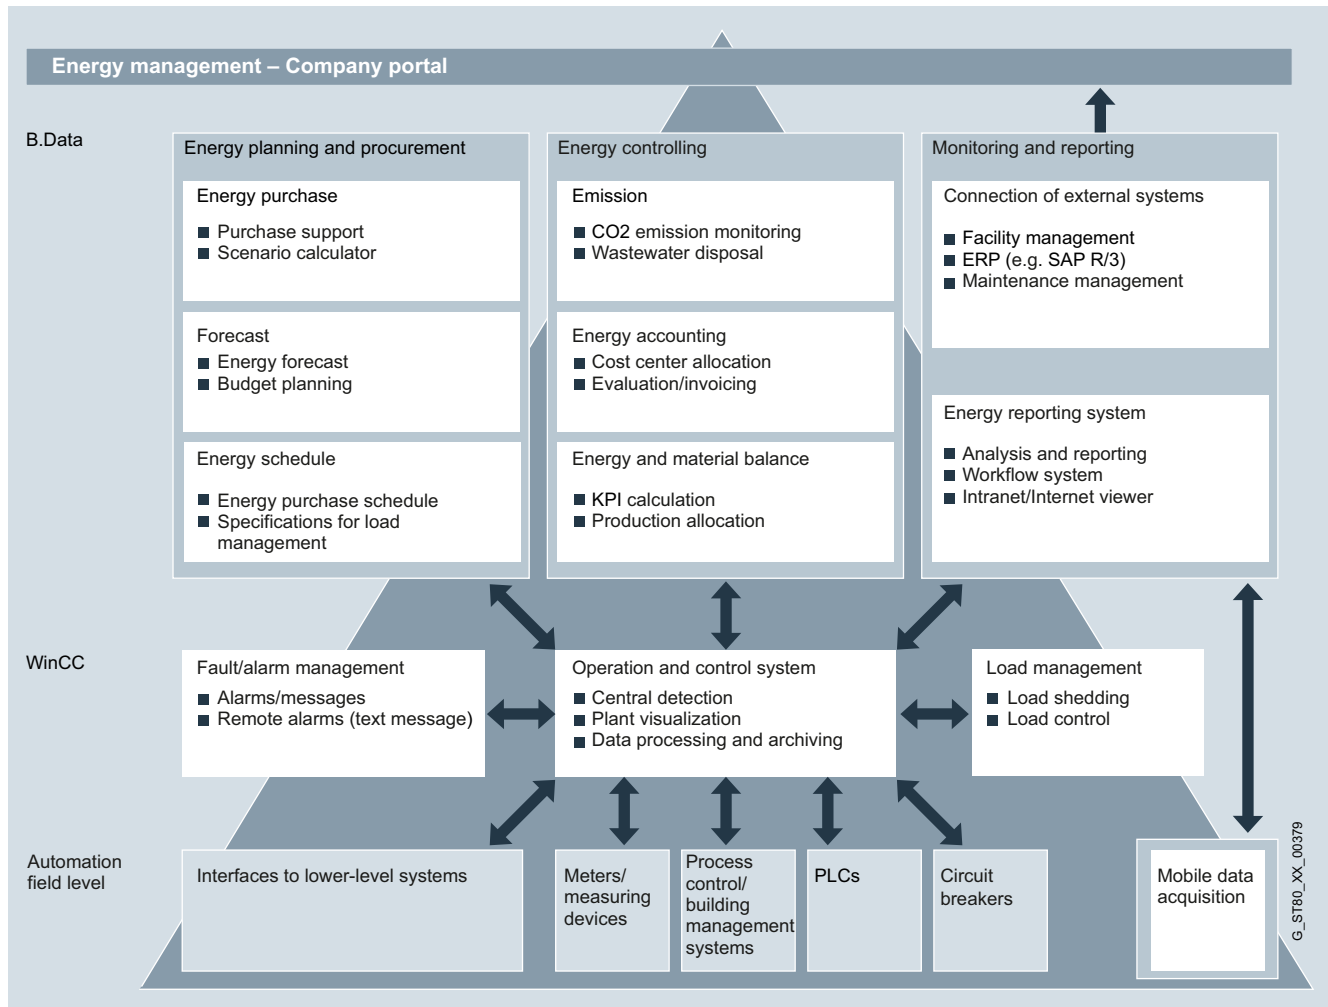 Energy management – Company portal
B.Data
Energy planning and procurement
Energy purchase
Purchase support
Scenario calculator
Forecast
Energy forecast
Budget planning
Energy schedule
Energy purchase schedule
Specifications for load
management
Energy controlling
Emission
CO2 emission monitoring
Wastewater disposal
Energy accounting
Cost center allocation
Evaluation/invoicing
Energy and material balance
KPI calculation
Production allocation
Monitoring and reporting
Connection of external systems
Facility management
ERP (e.g. SAP R/3)
Maintenance management
Energy reporting system
Analysis and reporting
Workflow system
Intranet/Internet viewer
WinCC
Fault/alarm management
Alarms/messages
Remote alarms (text message)
Operation and control system
Central detection
Plant visualization
Data processing and archiving
Load management
Load shedding
Load control
Automation
field level
Interfaces to lower-level systems
Meters/
measuring
devices
Process
control/
building
management
systems
PLCs
Circuit
breakers
Mobile data
acquisition
G_ST80_XX_00379